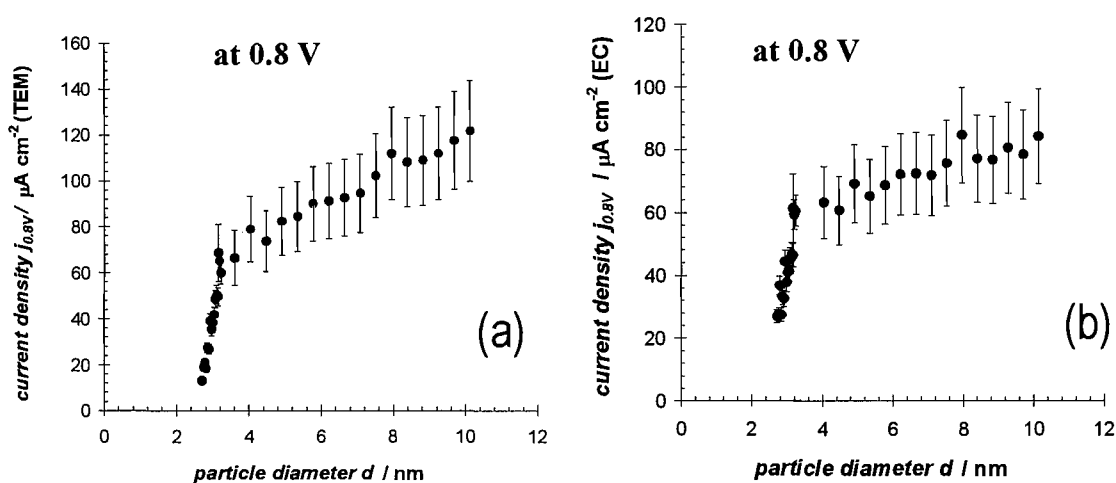 at 0.8 V
current density j0.8V/ μA cm-2 (TEM)
160
140
120
100
80
60
40
20
0
0 2 4 6 8 10 12
particle diameter d / nm
(a)
at 0.8 V
current density j0.8V / μA cm-2 (EC)
120
100
80
60
40
20
0
0 2 4 6 8 10 12
particle diameter d / nm
(b)